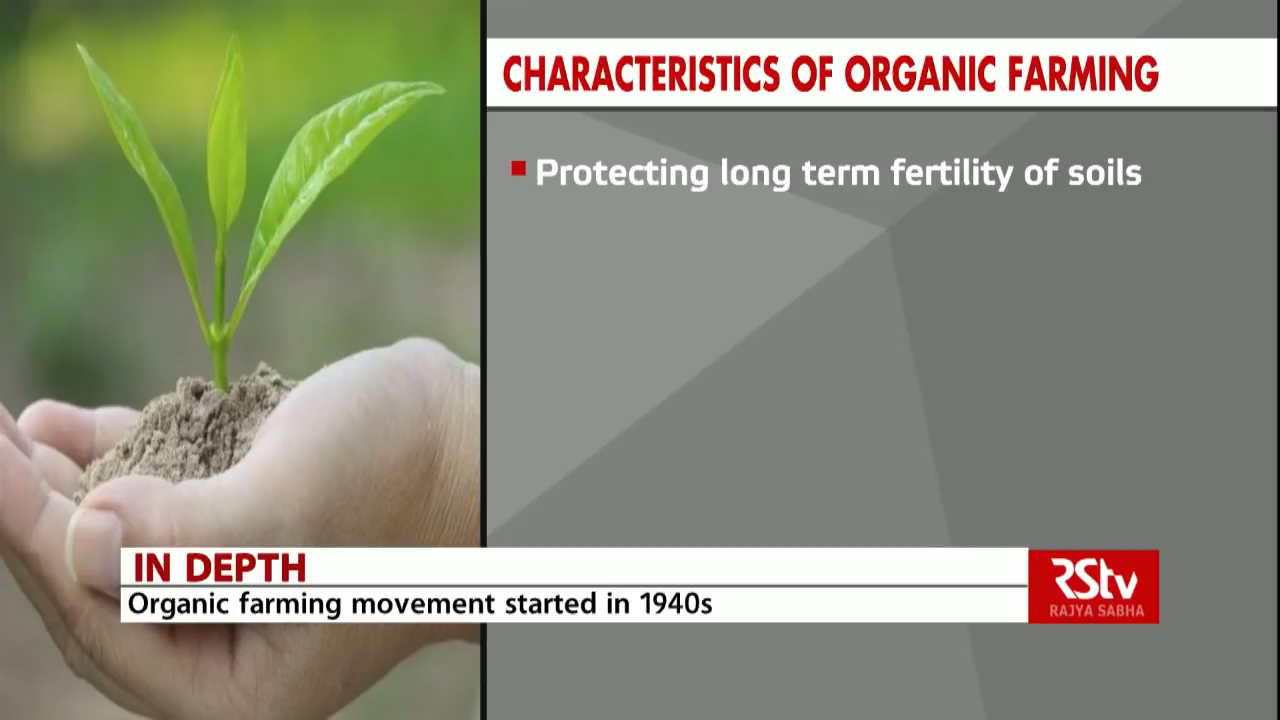 CHARACTERISTICS OF ORGANIC FARMING
Protecting long term fertility of soils
IN DEPTH
Organic farming movement started in 1940s
RStv
RAJYA SABHA